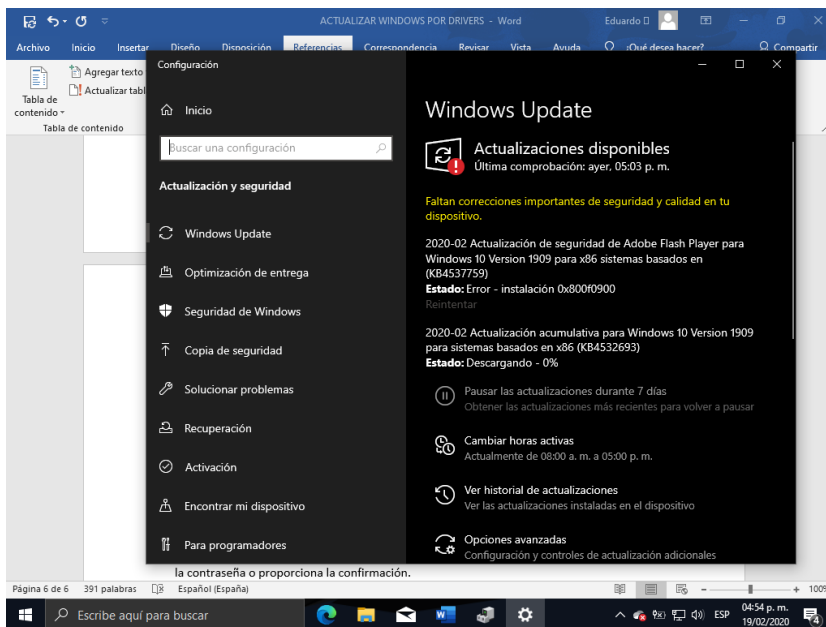 ACTUALIZAR WINDOWS POR DRIVERS - Word
Eduardo
Archivo Inicio Insertar Diseño Disposición Referencias Correspondencia Revisar Vista Ayuda ¿Qué desea hacer? Compartir
Agregar texto
Actualizar tabl
Tabla de
contenido
Tabla de contenido
Configuración
Inicio
Buscar una configuración
Actualización y seguridad
Windows Update
Optimización de entrega
Seguridad de Windows
Copia de seguridad
Solucionar problemas
Recuperación
Activación
Encontrar mi dispositivo
Para programadores
Windows Update
Actualizaciones disponibles
Última comprobación: ayer, 05:03 p. m.
Faltan correcciones importantes de seguridad y calidad en tu
dispositivo.
2020-02 Actualización de seguridad de Adobe Flash Player para
Windows 10 Version 1909 para x86 sistemas basados en
(KB4537759)
Estado: Error - instalación 0x800f0900
Reintentar
2020-02 Actualización acumulativa para Windows 10 Version 1909
para sistemas basados en x86 (KB4532693)
Estado: Descargando - 0%
Pausar las actualizaciones durante 7 días
Obtener las actualizaciones más recientes para volver a pausar
Cambiar horas activas
Actualmente de 08:00 a. m. a 05:00 p. m.
Ver historial de actualizaciones
Ver las actualizaciones instaladas en el dispositivo
Opciones avanzadas
Configuración y controles de actualización adicionales
la contraseña o proporciona la confirmación.
Página 6 de 6 391 palabras Español (España) 100%
Escribe aquí para buscar
ESP
04:54 p. m.
19/02/2020
4